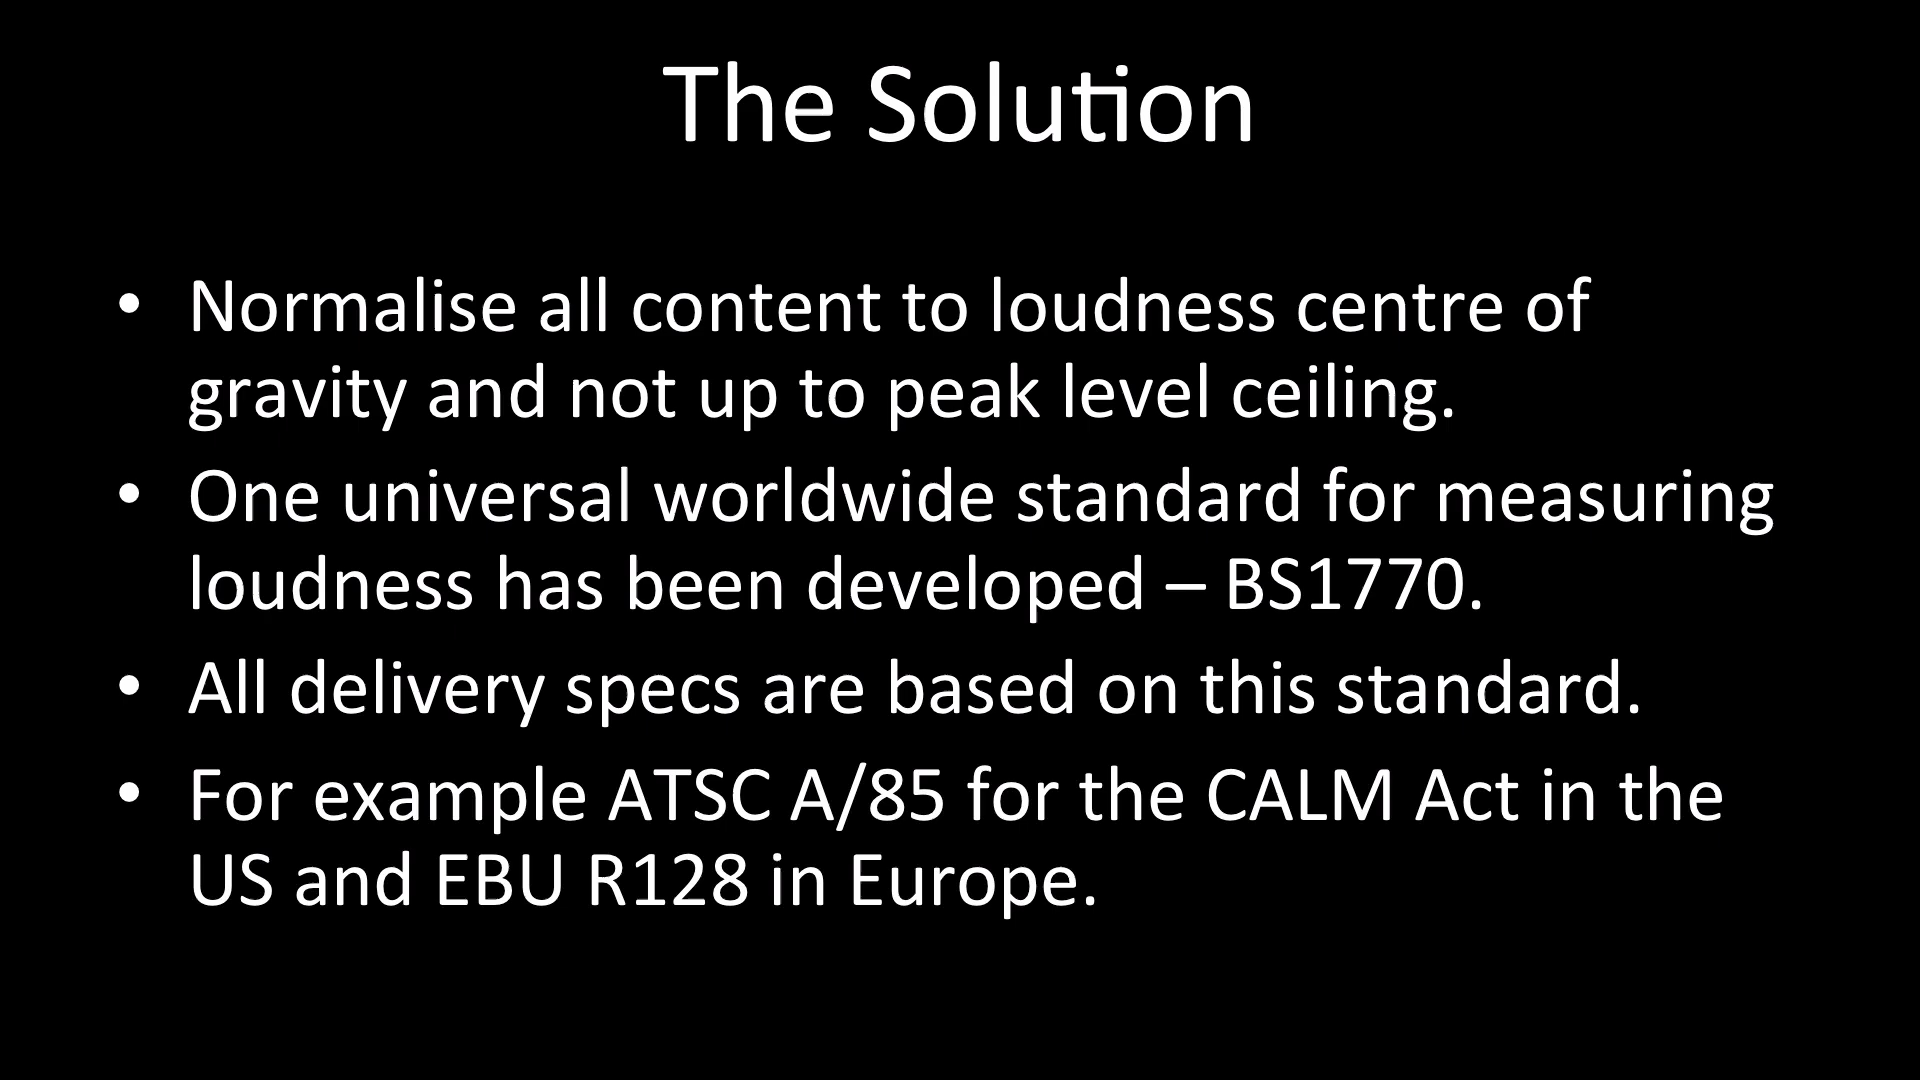 The Solution
• Normalise all content to loudness centre of
gravity and not up to peak level ceiling.
• One universal worldwide standard for measuring
loudness has been developed – BS1770.
• All delivery specs are based on this standard.
• For example ATSC A/85 for the CALM Act in the
US and EBU R128 in Europe.